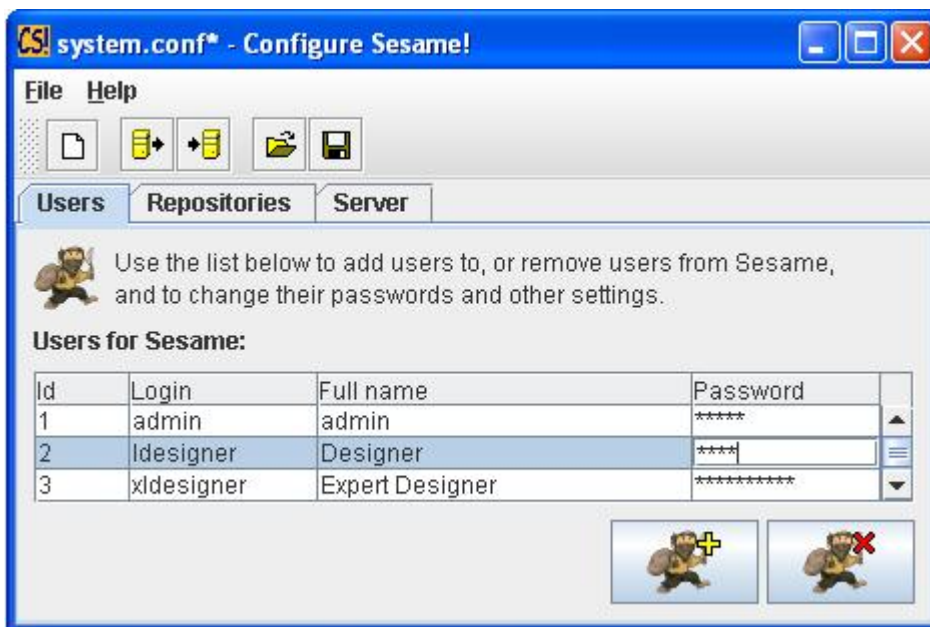 CS! system.conf* - Configure Sesame!
File Help
Users Repositories Server
Use the list below to add users to, or remove users from Sesame,
and to change their passwords and other settings.
Users for Sesame:
Id Login Full name Password
1 admin admin *****
2 ldesigner Designer ****
3 xldesigner Expert Designer **********